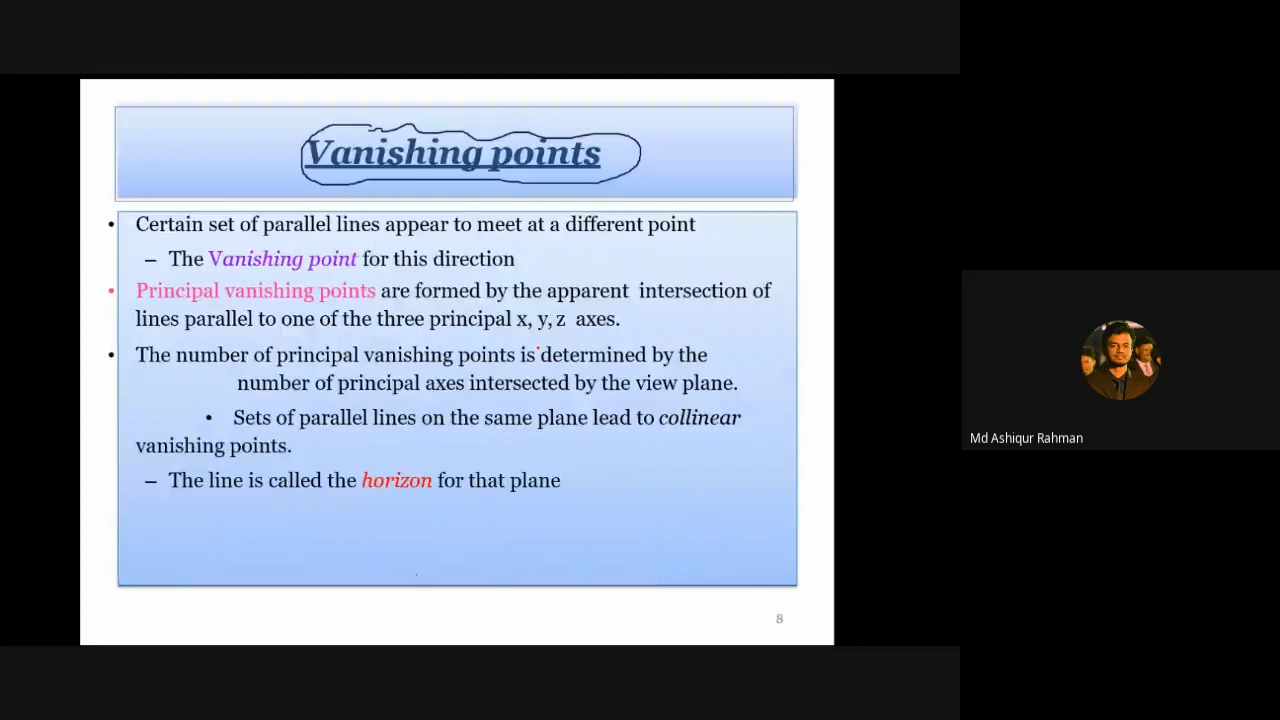 Vanishing points
• Certain set of parallel lines appear to meet at a different point
– The Vanishing point for this direction
• Principal vanishing points are formed by the apparent intersection of
lines parallel to one of the three principal x, y, z axes.
• The number of principal vanishing points is determined by the
number of principal axes intersected by the view plane.
• Sets of parallel lines on the same plane lead to collinear
vanishing points.
– The line is called the horizon for that plane
8
Md Ashiqur Rahman